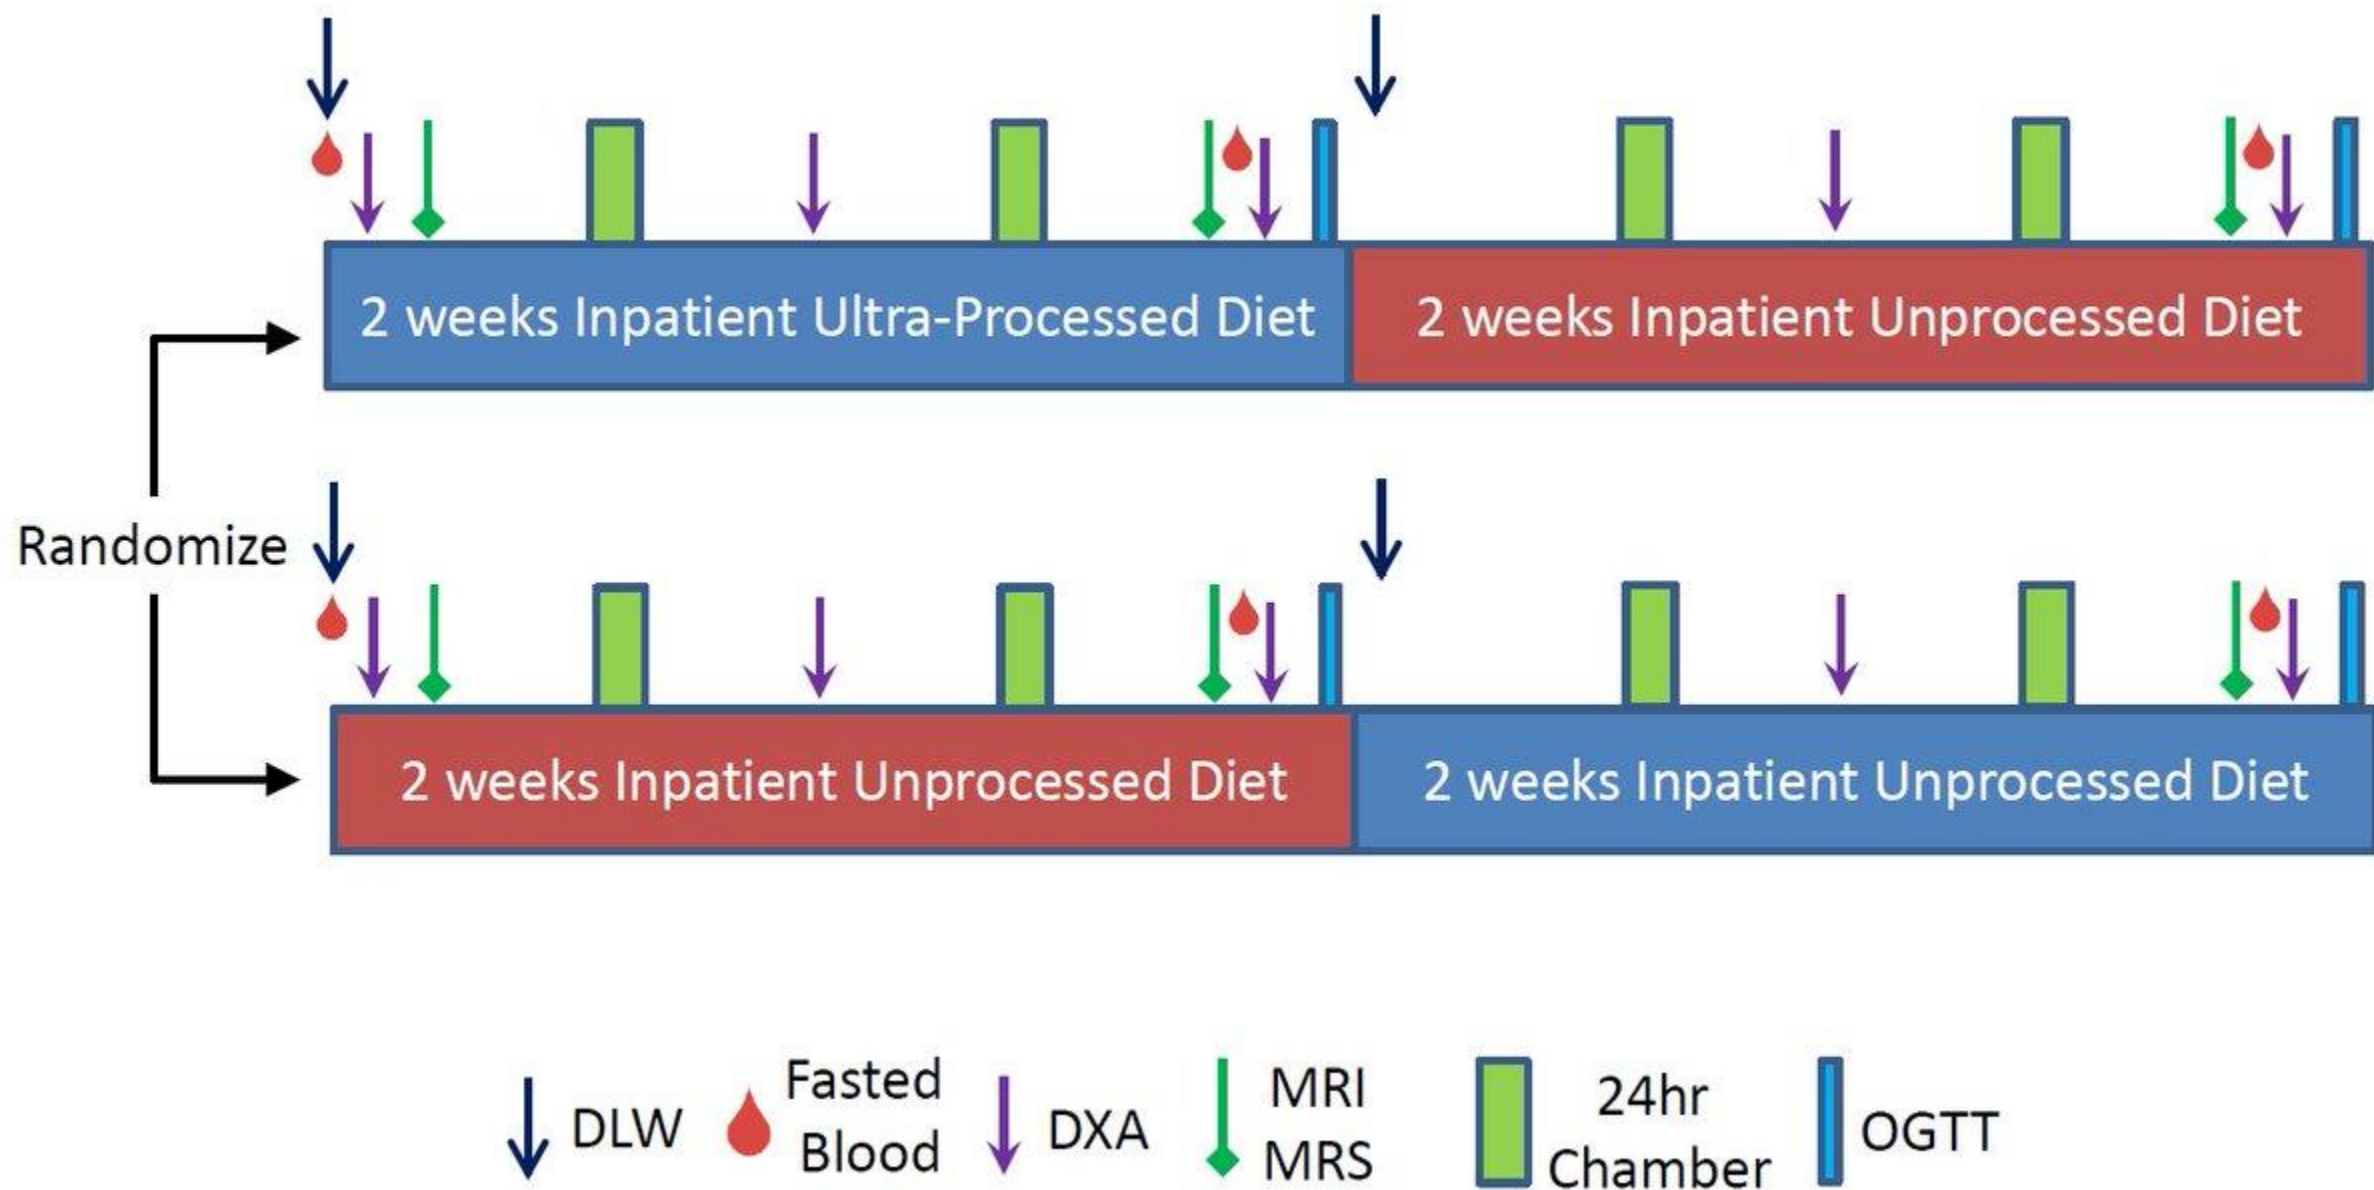 2 weeks Inpatient Ultra-Processed Diet
2 weeks Inpatient Unprocessed Diet
Randomize
2 weeks Inpatient Unprocessed Diet
2 weeks Inpatient Unprocessed Diet
DLW
Fasted
Blood
DXA
MRI
MRS
24hr
Chamber
OGTT